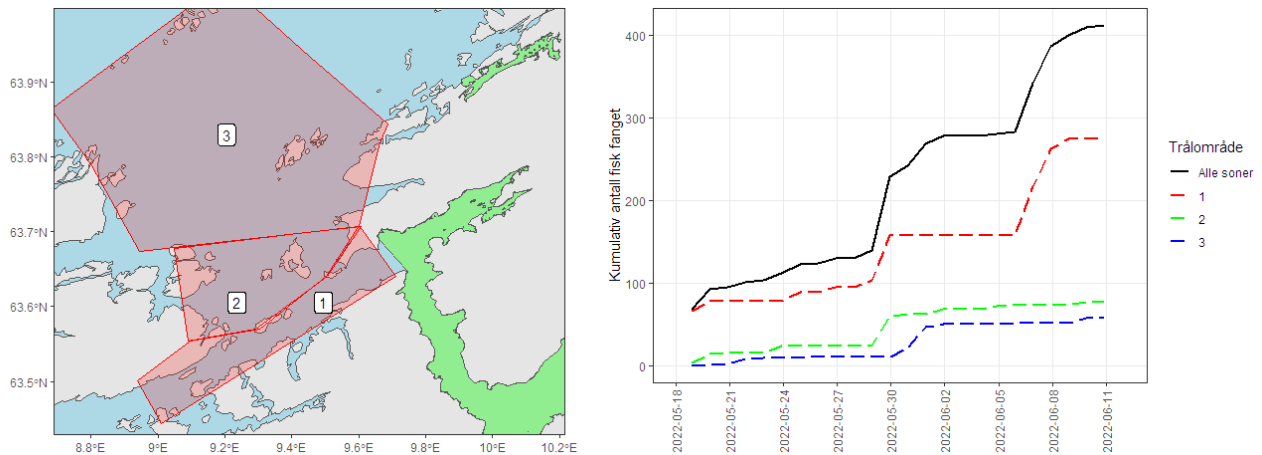 63.9°N
63.8°N
63.7°N
63.6°N
63.5°N
8.8°E
9°E
9.2°E
9.4°E
9.6°E
9.8°E
10°E
10.2°E
3
2
1
Kumulativ antall fisk fanget
400
300
200
100
0
2022-05-18
2022-05-21
2022-05-24
2022-05-27
2022-05-30
2022-06-02
2022-06-05
2022-06-08
2022-06-11
Trålområde
Alle soner
1
2
3